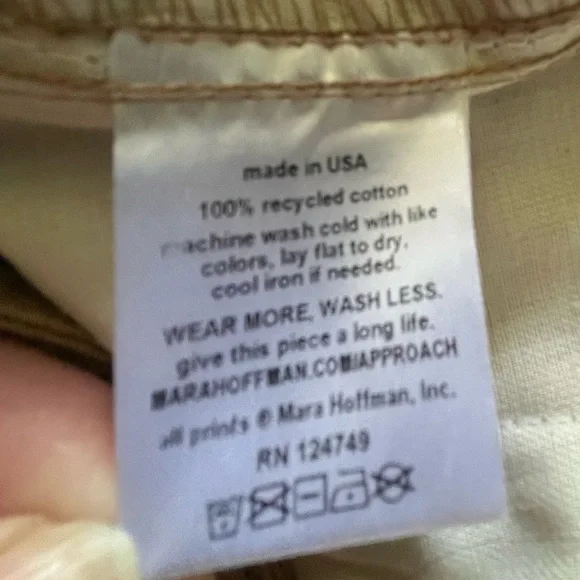 made in USA
100% recycled cotton
machine wash cold with like
colors, lay flat to dry,
cool iron if needed.
WEAR MORE, WASH LESS.
give this piece a long life.
MARAHOFFMAN.COM/APPROACH
all prints © Mara Hoffman, Inc.
RN 124749